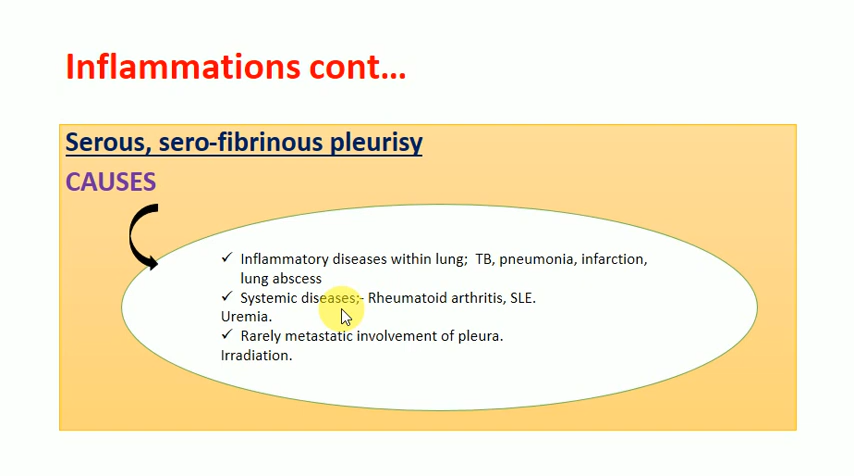 Inflammations cont...
Serous, sero-fibrinous pleurisy
CAUSES
✓ Inflammatory diseases within lung; TB, pneumonia, infarction,
lung abscess
✓ Systemic diseases;- Rheumatoid arthritis, SLE.
Uremia.
✓ Rarely metastatic involvement of pleura.
Irradiation.